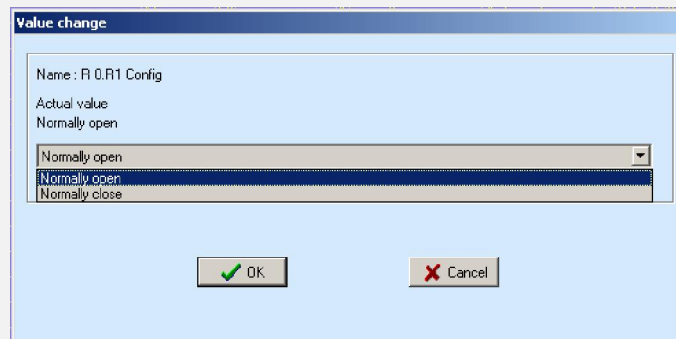 Value change
Name : R 0.R1 Config
Actual value
Normally open
Normally open
Normally open
Normally close
OK
Cancel